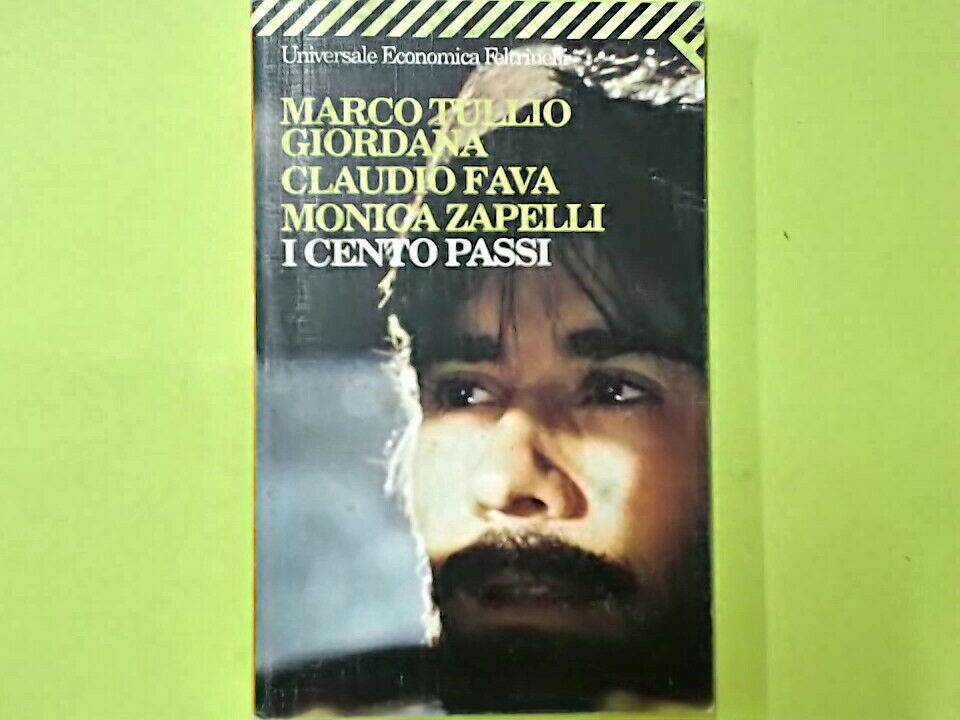 Universale Economica Feltrinelli
MARCO TULLIO
GIORDANA
CLAUDIO FAVA
MONICA ZAPELLI
I CENTO PASSI